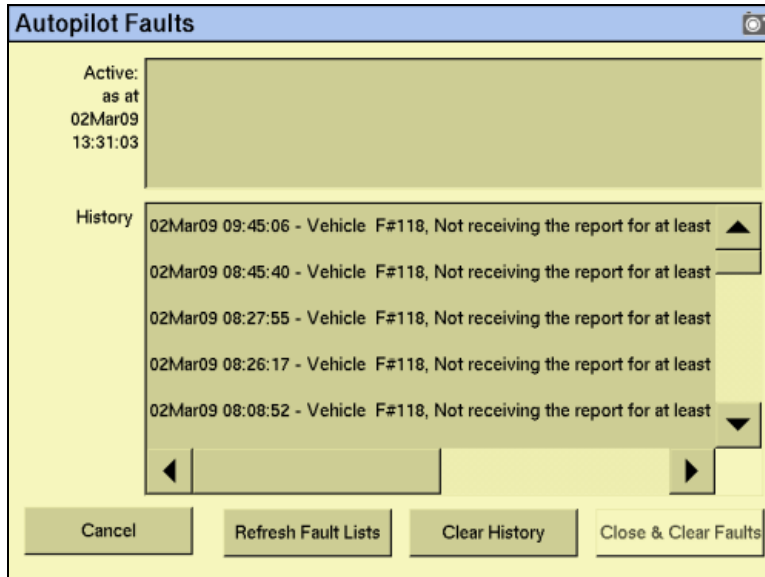 Autopilot Faults
Active:
as at
02Mar09
13:31:03
History
02Mar09 09:45:06 - Vehicle F#118, Not receiving the report for at least
02Mar09 08:45:40 - Vehicle F#118, Not receiving the report for at least
02Mar09 08:27:55 - Vehicle F#118, Not receiving the report for at least
02Mar09 08:26:17 - Vehicle F#118, Not receiving the report for at least
02Mar09 08:08:52 - Vehicle F#118, Not receiving the report for at least
Cancel
Refresh Fault Lists
Clear History
Close & Clear Faults